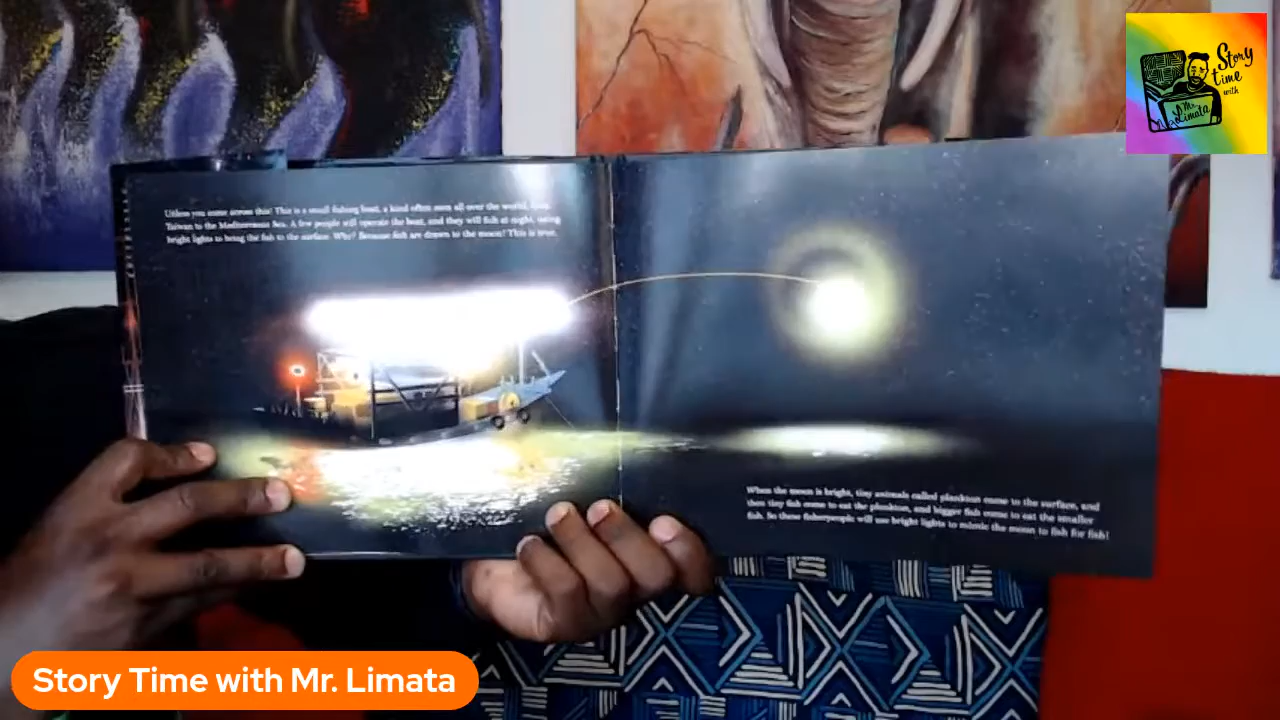 Unless you come across this! This is a small fishing boat, a kind often seen all over the world, from
Taiwan to the Mediterranean Sea. A few people will operate the boat, and they will fish at night, using
bright lights to bring the fish to the surface. Why? Because fish are drawn to the moon! This is true.
When the moon is bright, tiny animals called plankton come to the surface, and
then tiny fish come to eat the plankton, and bigger fish come to eat the smaller
fish. So these fisherpeople will use bright lights to mimic the moon to fish for fish!
Story
time
with
Mr.
Limata
Story Time with Mr. Limata